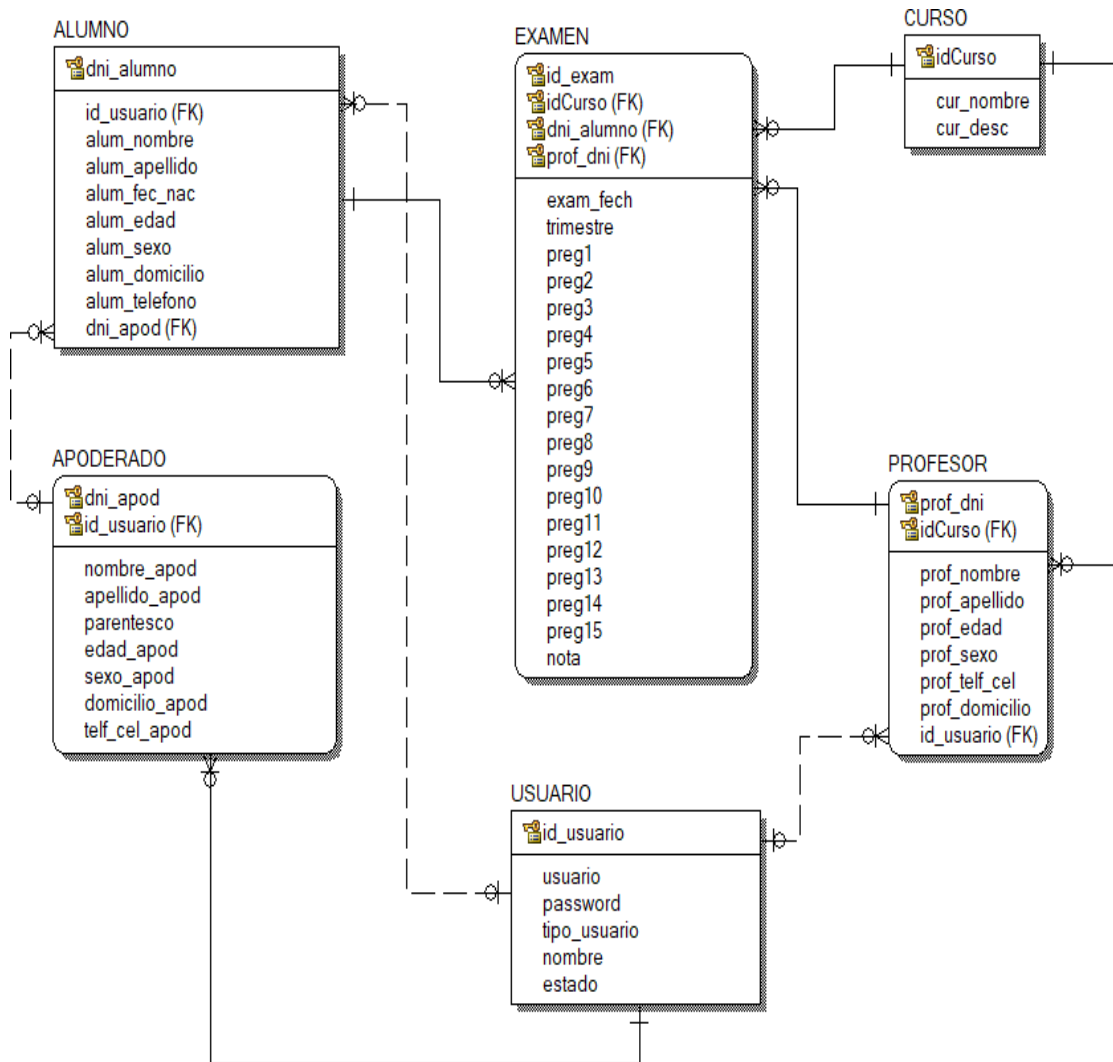 ALUMNO
dni_alumno
id_usuario (FK)
alum_nombre
alum_apellido
alum_fec_nac
alum_edad
alum_sexo
alum_domicilio
alum_telefono
dni_apod (FK)
EXAMEN
id_exam
idCurso (FK)
dni_alumno (FK)
prof_dni (FK)
exam_fech
trimestre
preg1
preg2
preg3
preg4
preg5
preg6
preg7
preg8
preg9
preg10
preg11
preg12
preg13
preg14
preg15
nota
CURSO
idCurso
cur_nombre
cur_desc
APODERADO
dni_apod
id_usuario (FK)
nombre_apod
apellido_apod
parentesco
edad_apod
sexo_apod
domicilio_apod
telf_cel_apod
PROFESOR
prof_dni
idCurso (FK)
prof_nombre
prof_apellido
prof_edad
prof_sexo
prof_telf_cel
prof_domicilio
id_usuario (FK)
USUARIO
id_usuario
usuario
password
tipo_usuario
nombre
estado